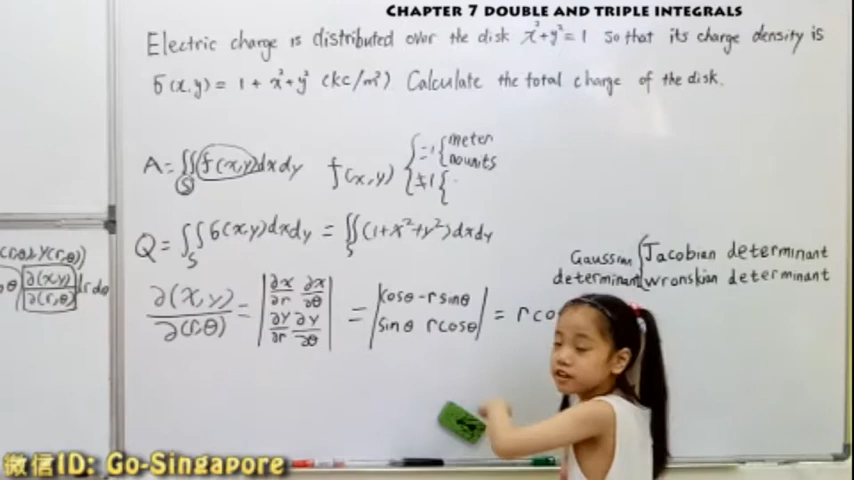 CHAPTER 7 DOUBLE AND TRIPLE INTEGRALS
Electric charge is distributed over the disk x²+y²=1 so that its charge density is
б(x,y) = 1 + x²+y² (kc/m²) Calculate the total charge of the disk.
A=∬f(x,y)dxdy f(x,y) {=1 {meter nounits
S {≠1 {
Q = ∬б(x,y)dxdy = ∬(1+x²+y²)dxdy
S S
Gaussian Jacobian determinant
determinant wronskian determinant
∂(x,y)/∂(r,θ) = |∂x/∂r ∂x/∂θ| = |cosθ -rsinθ| = rco
|∂y/∂r ∂y/∂θ| |sinθ rcosθ|
∂(x,y)/∂(r,θ) drdθ
微信ID: Go-Singapore